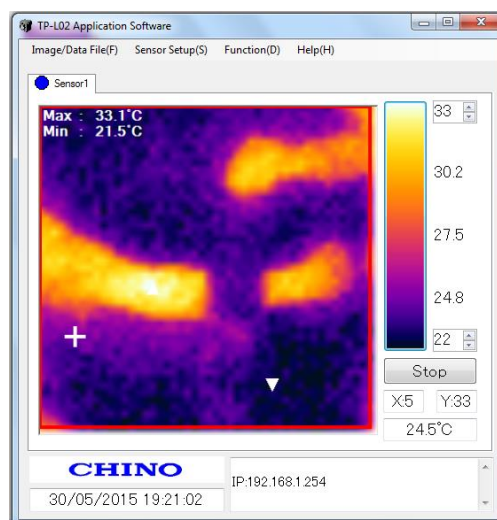 TP-L02 Application Software
Image/Data File(F) Sensor Setup(S) Function(D) Help(H)
Sensor1
Max : 33.1°C
Min : 21.5°C
33
30.2
27.5
24.8
22
Stop
X:5 Y:33
24.5°C
CHINO
IP:192.168.1.254
30/05/2015 19:21:02